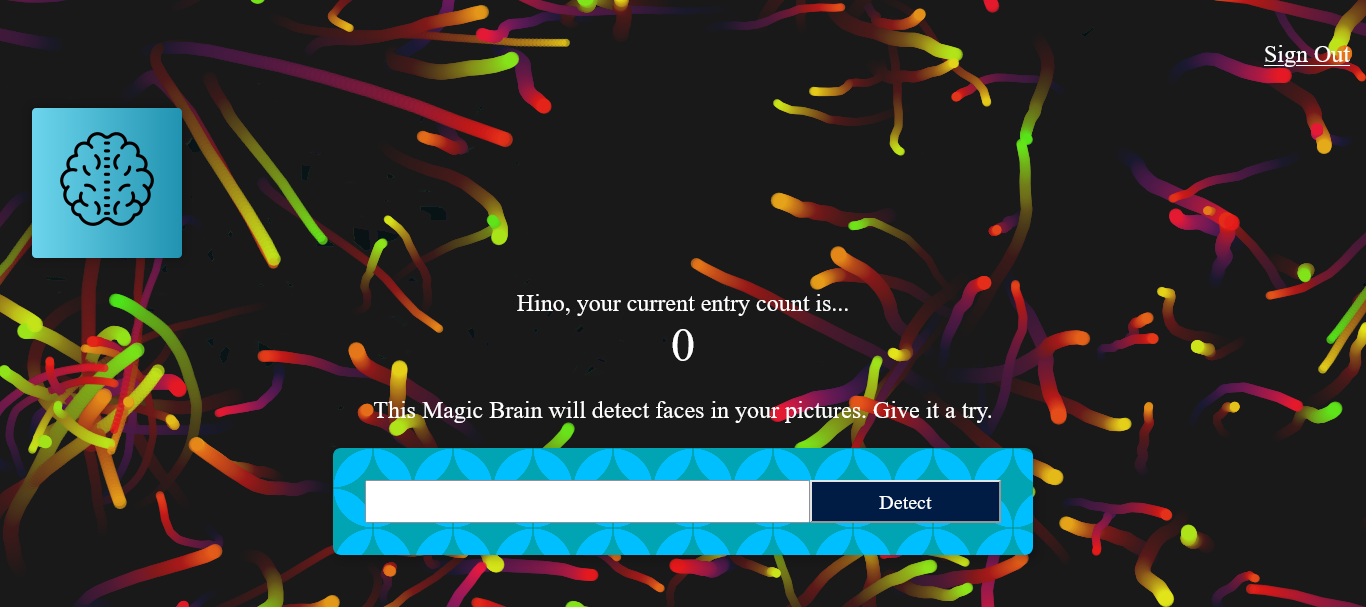 Sign Out
Hino, your current entry count is...
0
This Magic Brain will detect faces in your pictures. Give it a try.
Detect